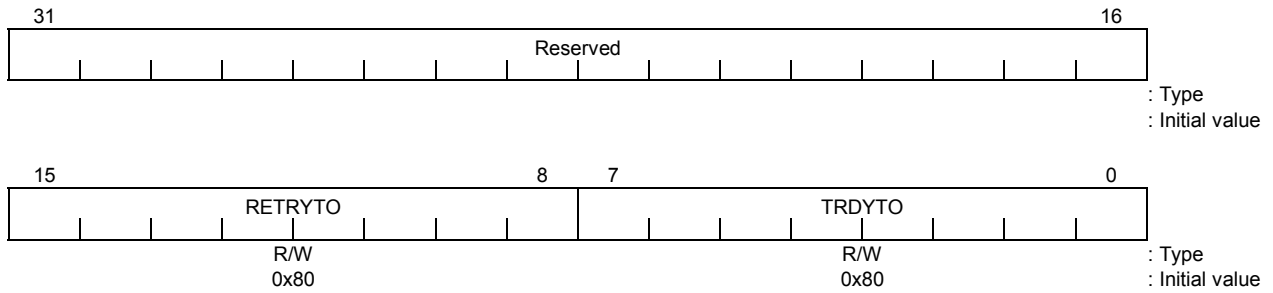 31 16
Reserved
: Type
: Initial value
15 8 7 0
RETRYTO TRDYTO
R/W R/W : Type
0x80 0x80 : Initial value